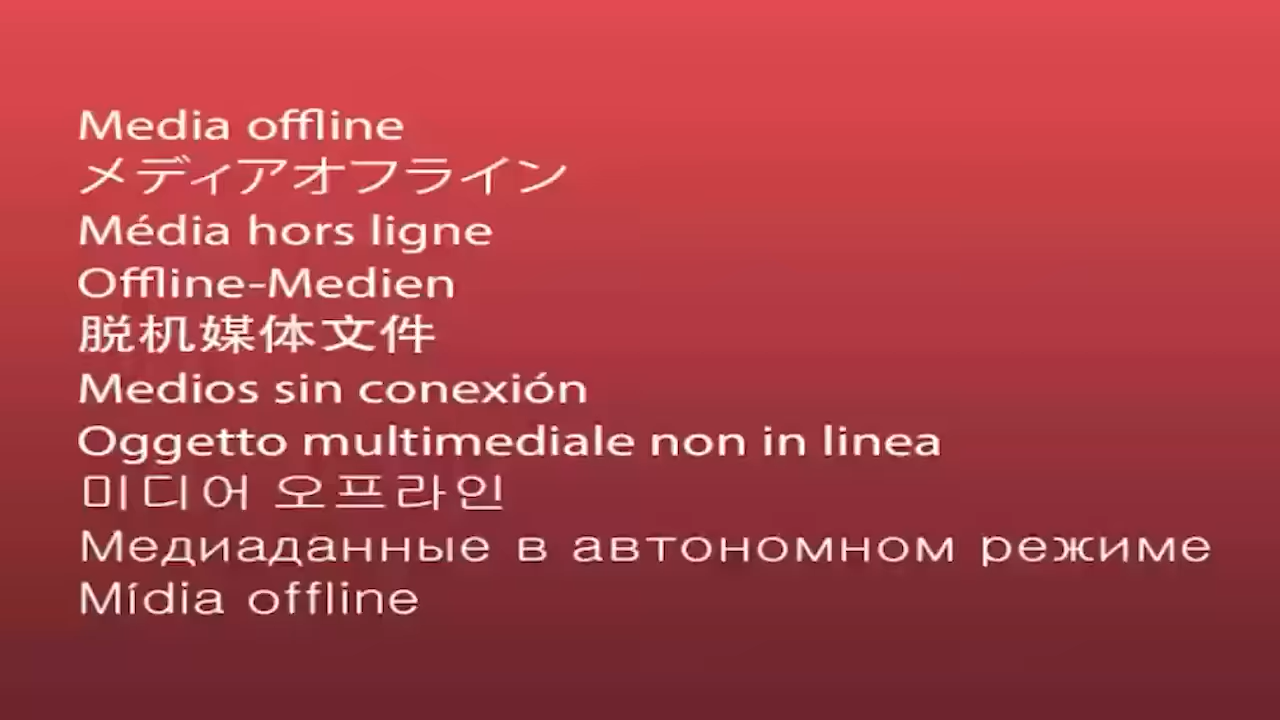 Media offline
メディアオフライン
Média hors ligne
Offline-Medien
脱机媒体文件
Medios sin conexión
Oggetto multimediale non in linea
미디어 오프라인
Медиаданные в автономном режиме
Mídia offline